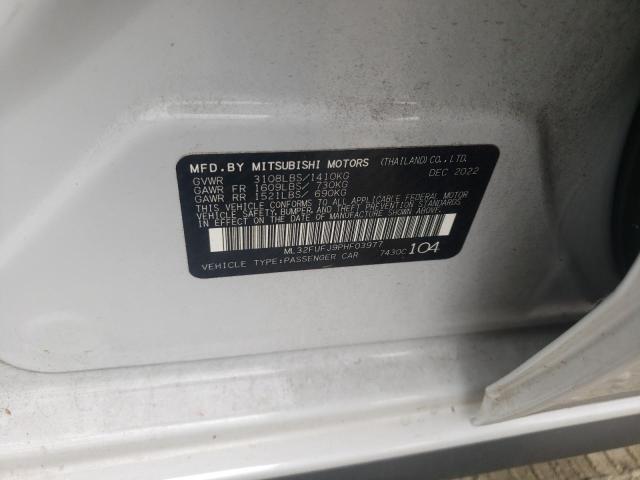 MFD. BY MITSUBISHI MOTORS (THAILAND) CO., LTD.
GVWR 3108LBS/1410KG DEC 2022
GAWR FR 1609LBS/ 730KG
GAWR RR 1521LBS/ 690KG
THIS VEHICLE CONFORMS TO ALL APPLICABLE FEDERAL MOTOR
VEHICLE SAFETY, BUMPER, AND THEFT PREVENTION STANDARDS
IN EFFECT ON THE DATE OF MANUFACTURE SHOWN ABOVE.
ML32FUFJ9PHF03977
VEHICLE TYPE:PASSENGER CAR 7430C 104